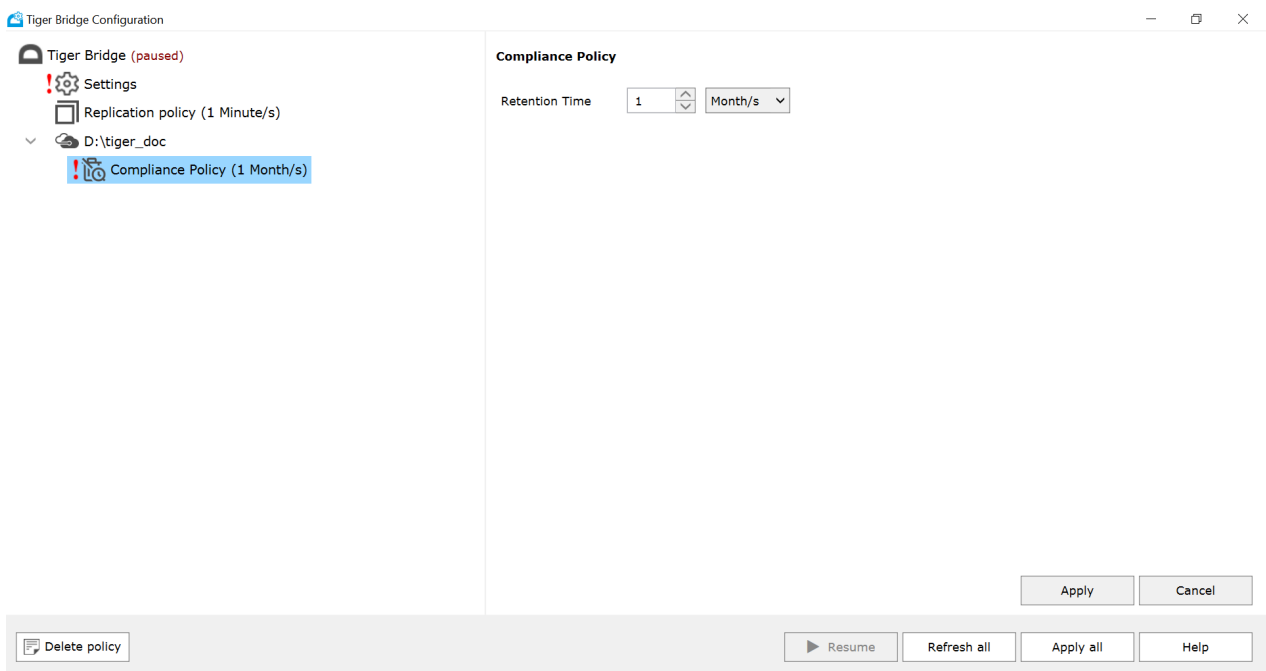 Tiger Bridge Configuration
Tiger Bridge (paused)
Settings
Replication policy (1 Minute/s)
D:\tiger_doc
Compliance Policy (1 Month/s)
Compliance Policy
Retention Time 1 Month/s
Apply Cancel
Delete policy Resume Refresh all Apply all Help